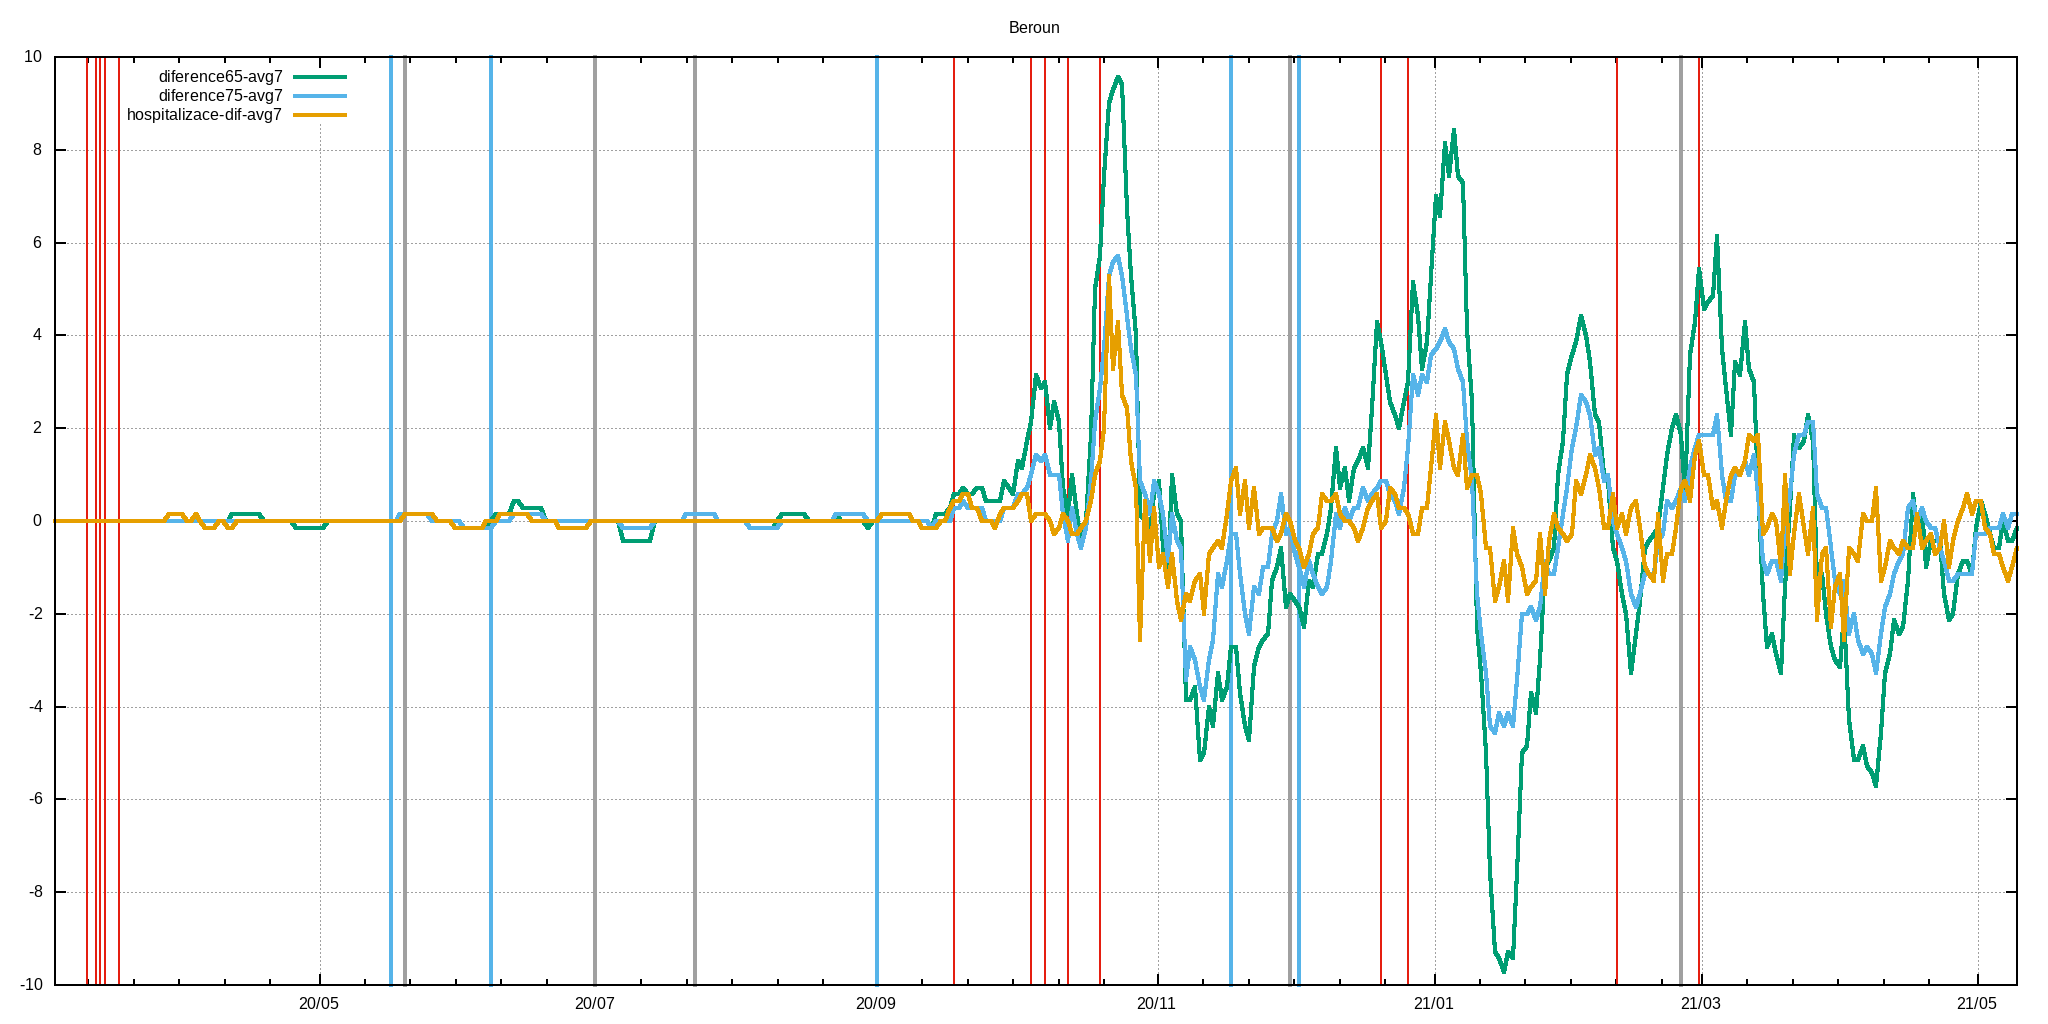 Beroun
diference65-avg7
diference75-avg7
hospitalizace-dif-avg7
10
8
6
4
2
0
-2
-4
-6
-8
-10
20/05 20/07 20/09 20/11 21/01 21/03 21/05